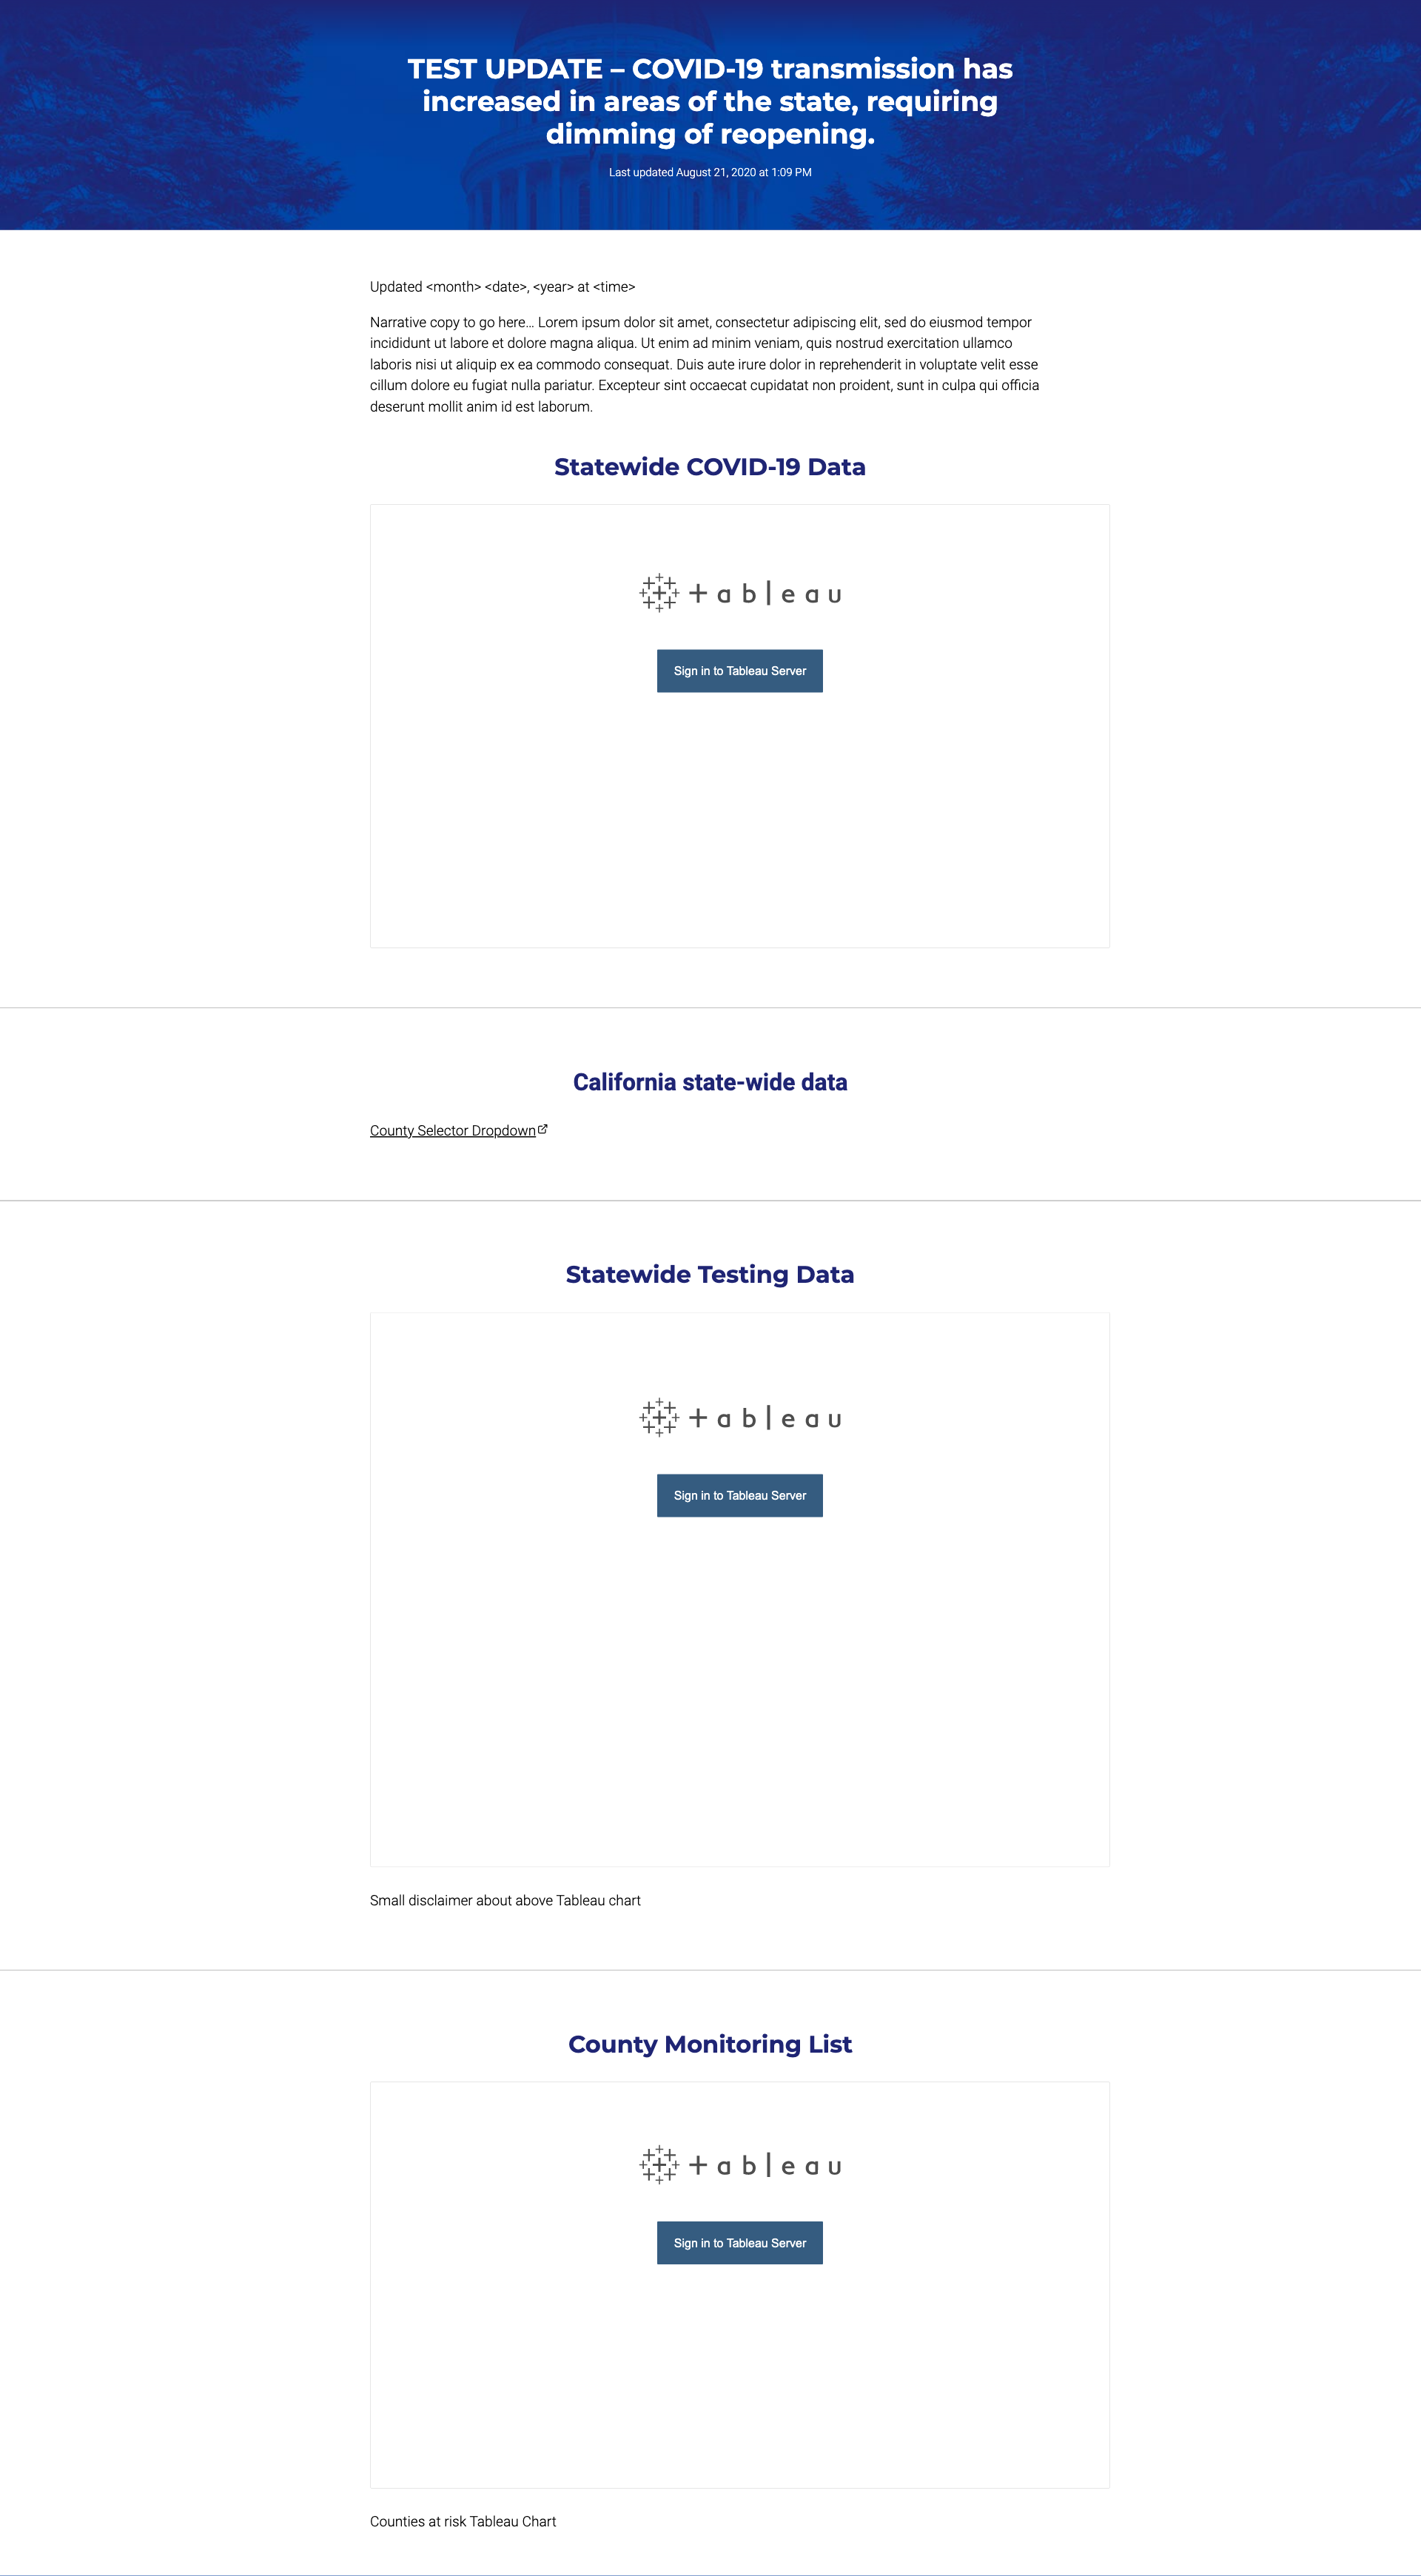 TEST UPDATE – COVID-19 transmission has
increased in areas of the state, requiring
dimming of reopening.
Last updated August 21, 2020 at 1:09 PM
Updated <month> <date>, <year> at <time>
Narrative copy to go here… Lorem ipsum dolor sit amet, consectetur adipiscing elit, sed do eiusmod tempor
incididunt ut labore et dolore magna aliqua. Ut enim ad minim veniam, quis nostrud exercitation ullamco
laboris nisi ut aliquip ex ea commodo consequat. Duis aute irure dolor in reprehenderit in voluptate velit esse
cillum dolore eu fugiat nulla pariatur. Excepteur sint occaecat cupidatat non proident, sunt in culpa qui officia
deserunt mollit anim id est laborum.
Statewide COVID-19 Data
+ableau
Sign in to Tableau Server
California state-wide data
County Selector Dropdown
Statewide Testing Data
+ableau
Sign in to Tableau Server
Small disclaimer about above Tableau chart
County Monitoring List
+ableau
Sign in to Tableau Server
Counties at risk Tableau Chart